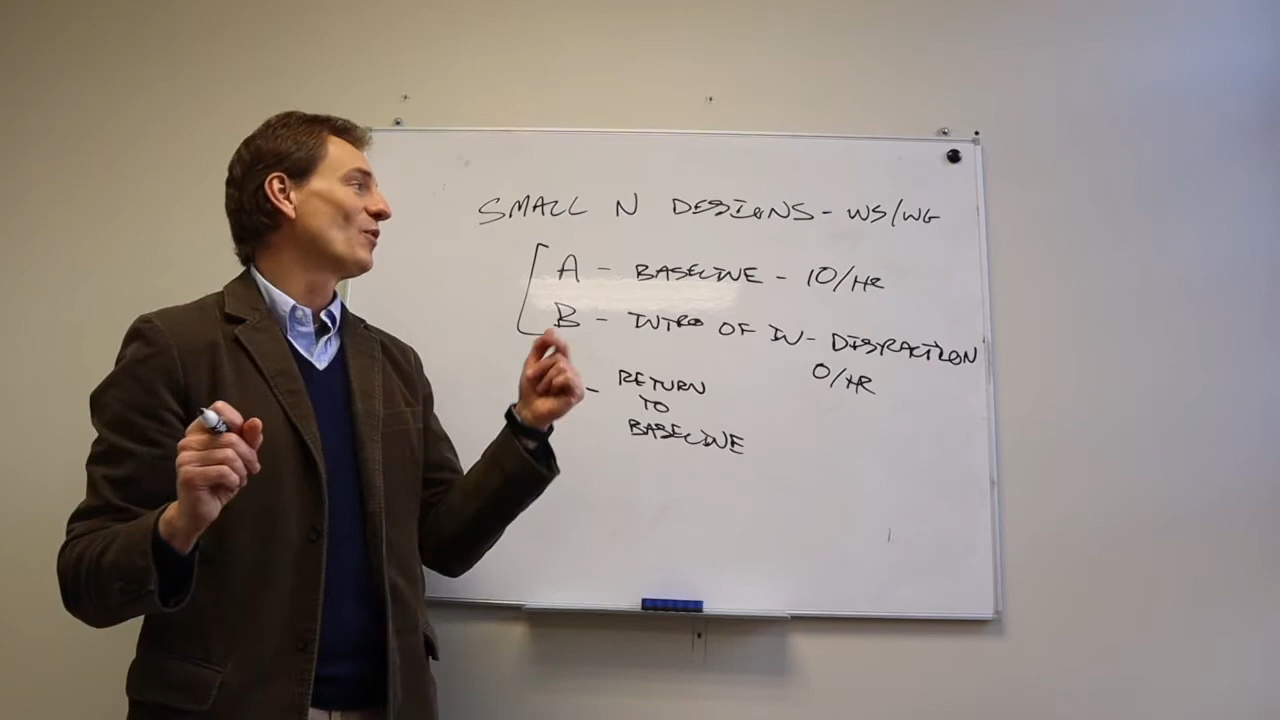 SMALL N DESIGNS - WS/WG
A - BASELINE - 10/HR
B - INTRO OF IV - DISTRACTION
0/HR
- RETURN
TO
BASELINE